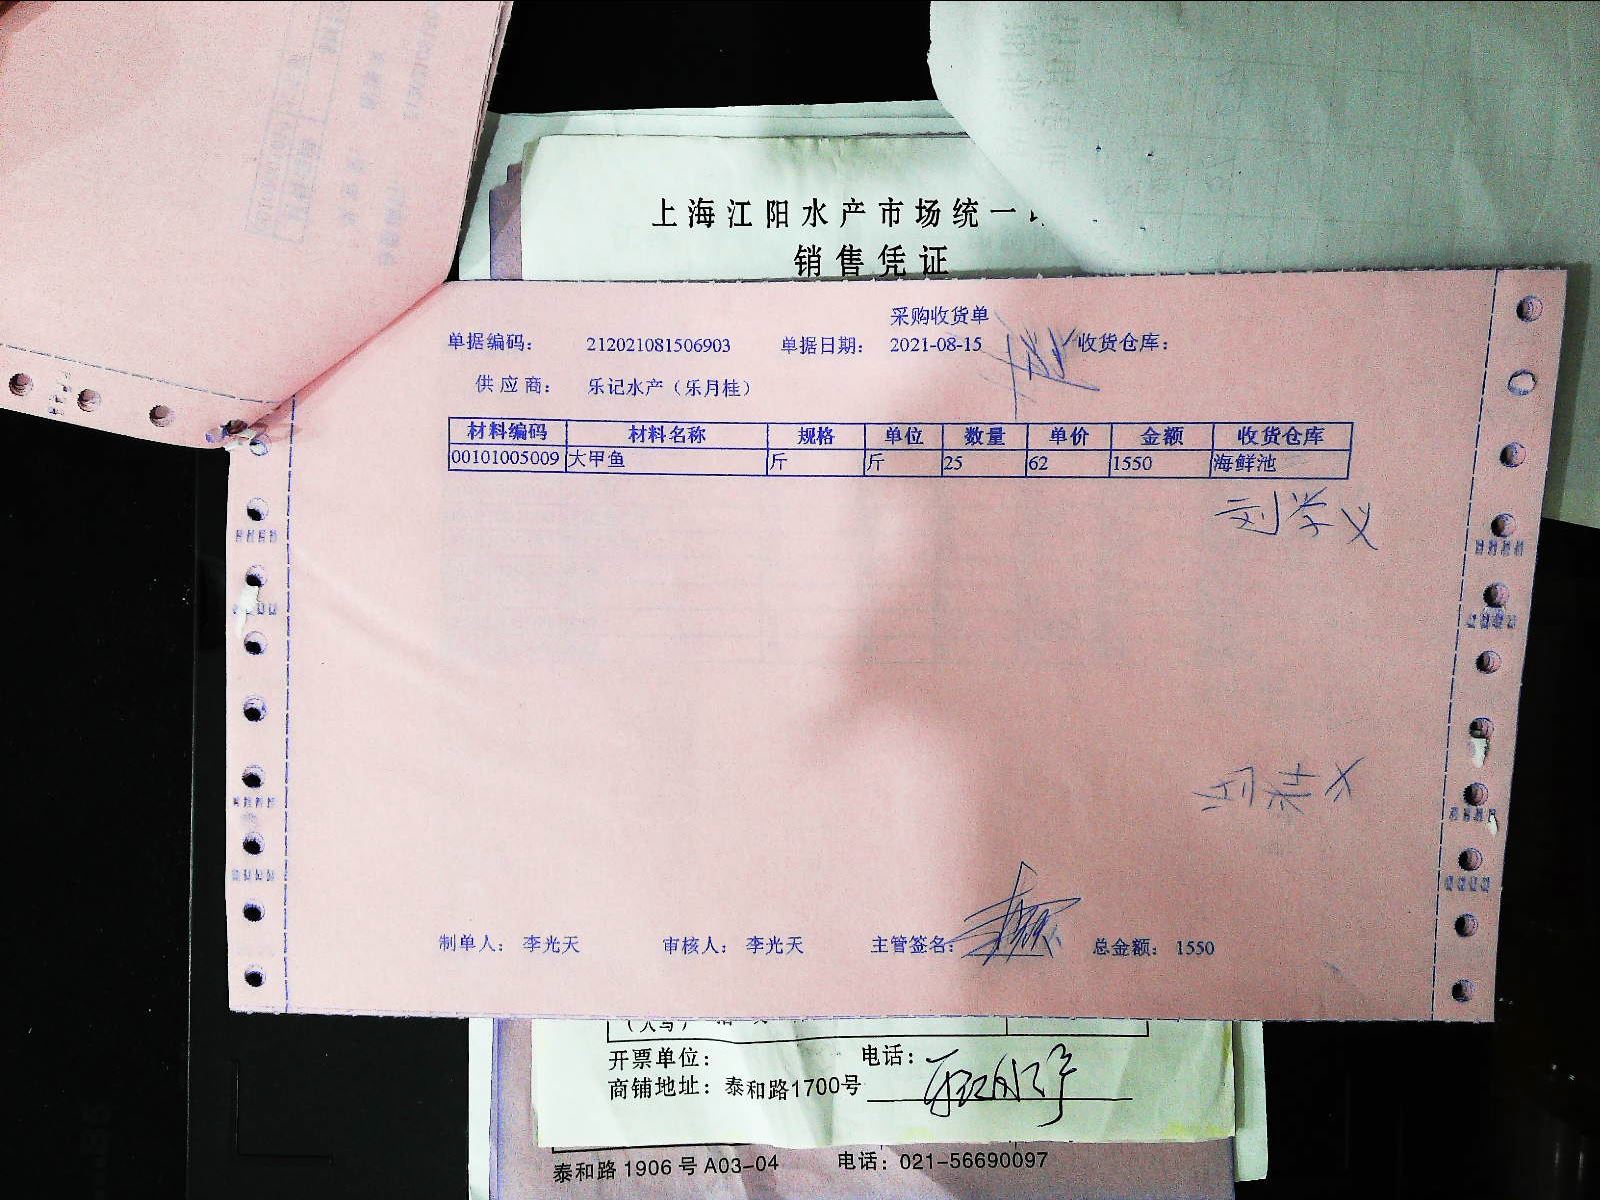 上海江阳水产市场统一
销售凭证
采购收货单
单据编码: 212021081506903 单据日期: 2021-08-15 收货仓库:
供应商: 乐记水产（乐月桂）
材料编码 材料名称 规格 单位 数量 单价 金额 收货仓库
00101005009 大甲鱼 斤 斤 25 62 1550 海鲜池
刘学义
制单人: 李光天 审核人: 李光天 主管签名: 总金额: 1550
开票单位: 电话:
商铺地址: 泰和路1700号
泰和路1906号A03-04 电话: 021-56690097